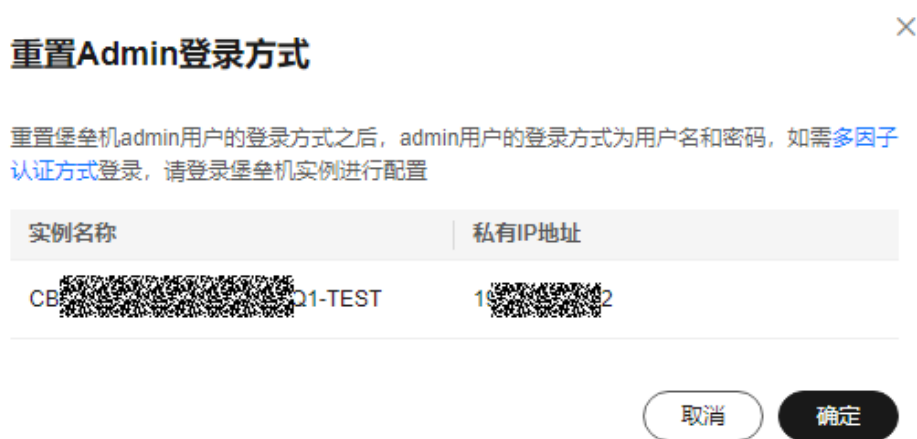 重置Admin登录方式
重置堡垒机admin用户的登录方式之后，admin用户的登录方式为用户名和密码，如需多因子
认证方式登录，请登录堡垒机实例进行配置
实例名称 私有IP地址
CB Q1-TEST 19 2
取消 确定